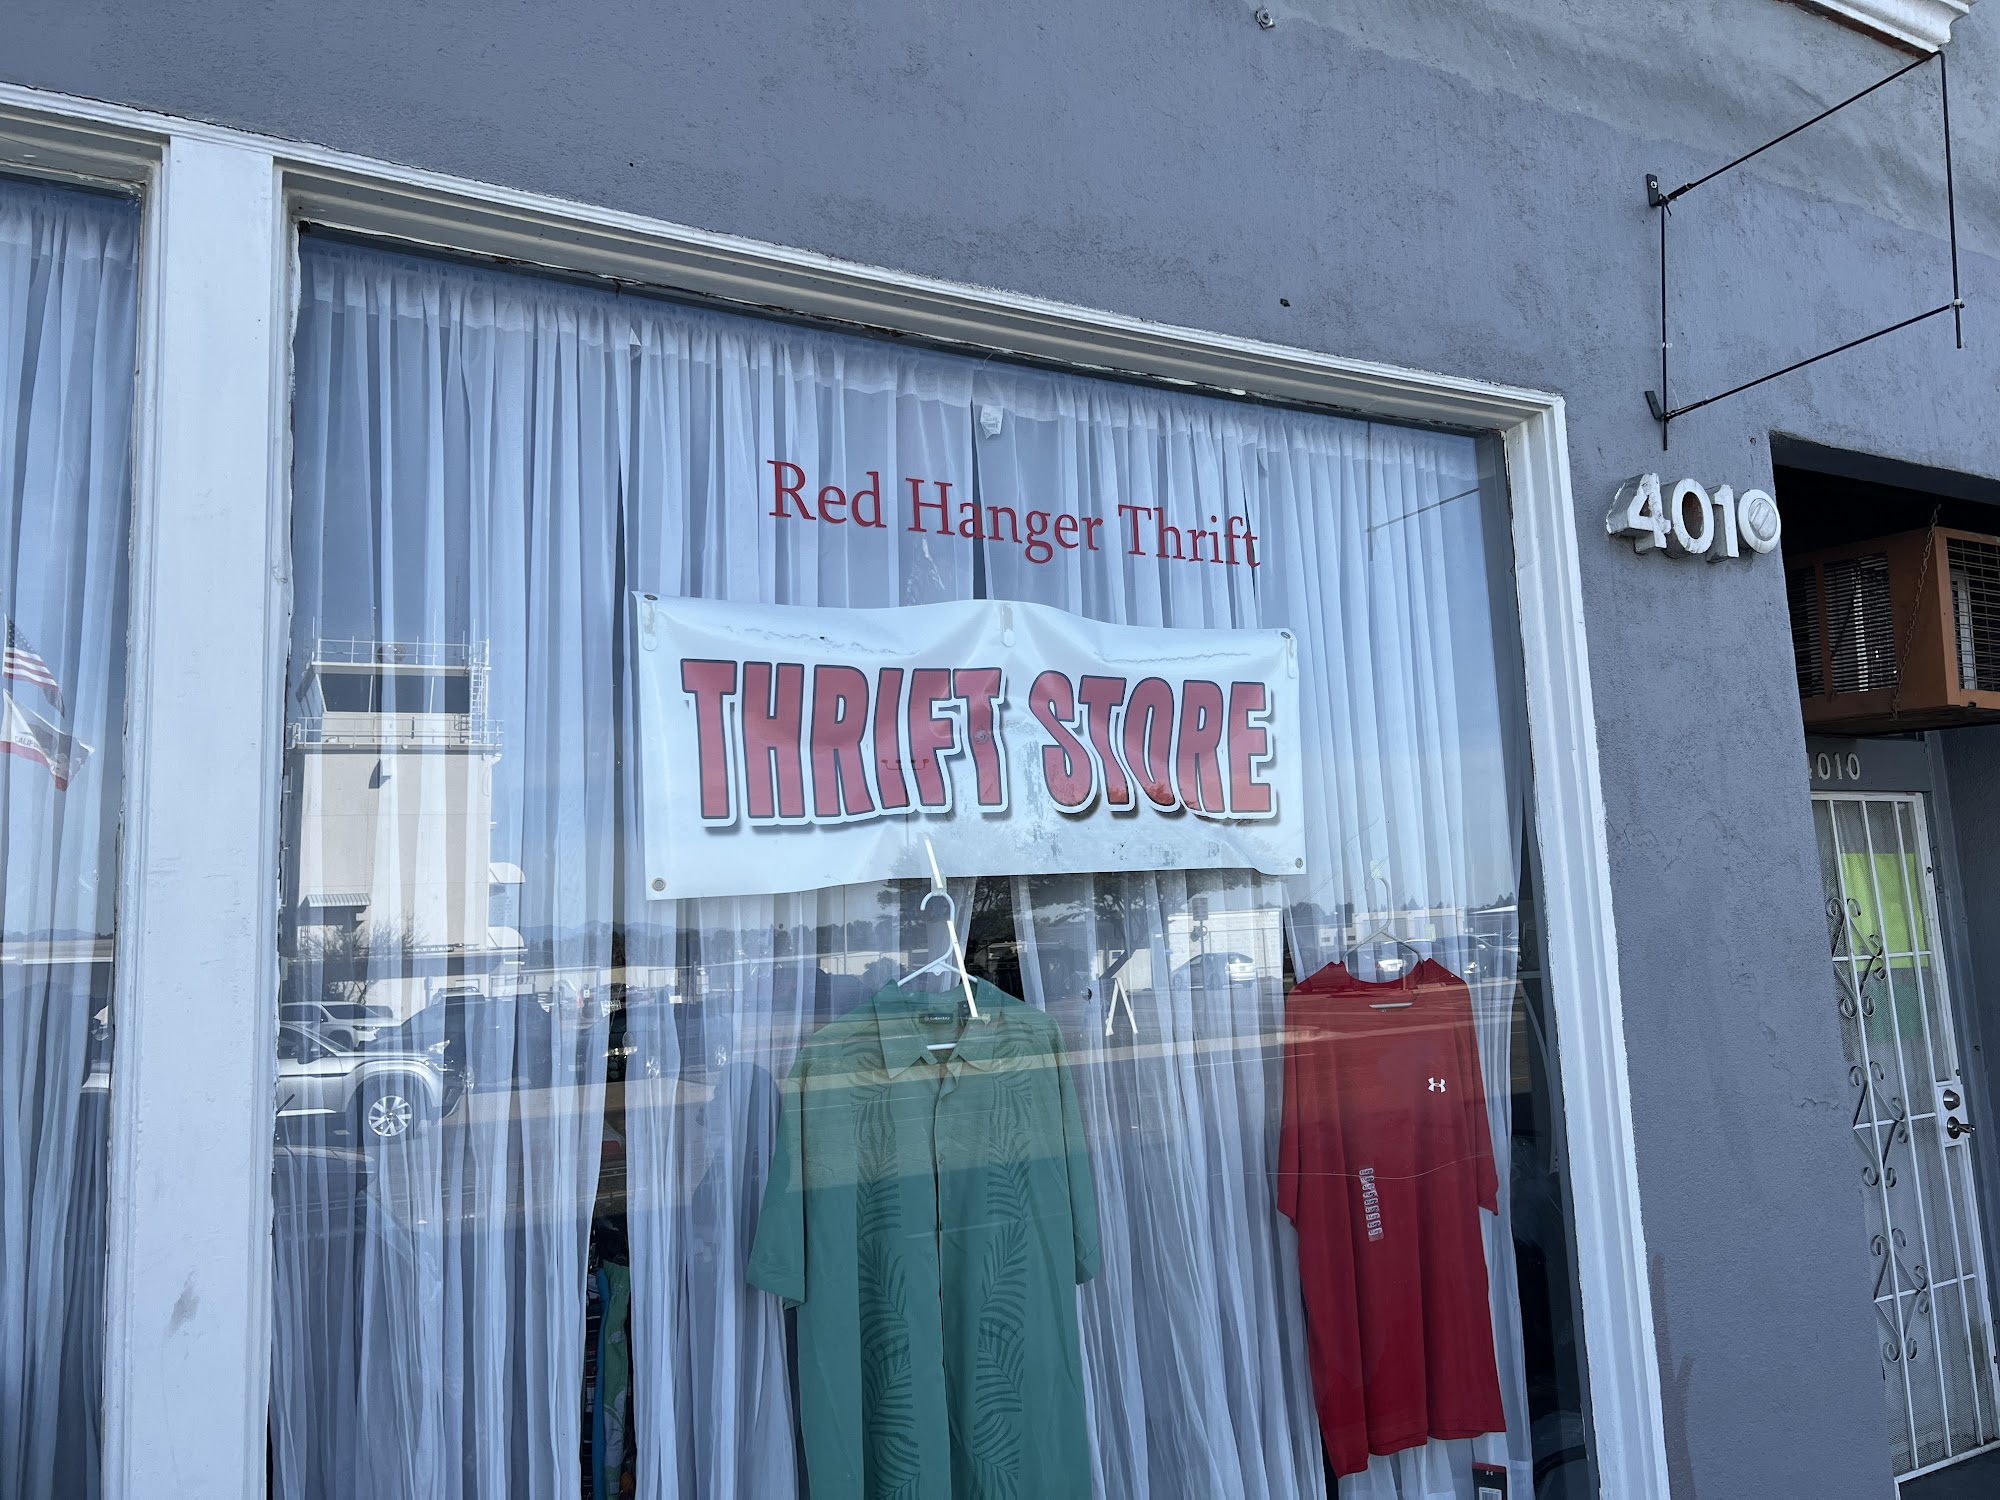 Red Hanger Thrift
THRIFT STORE
4010
4010